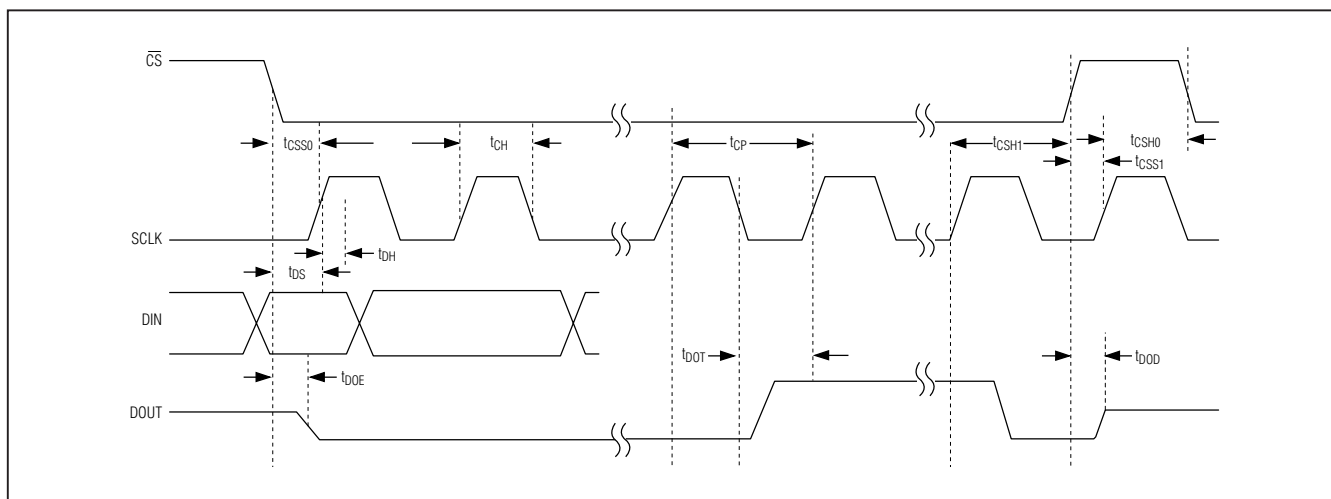 CS
tCSS0
tCH
tCP
tCSH1
tCSH0
tCSS1
SCLK
tDH
tDS
DIN
tDOT
tDOD
tDOE
DOUT